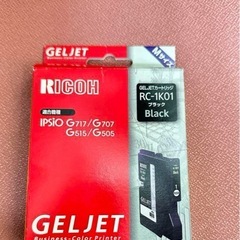 GELJET
RICOH
適合機種
IPSiO G717/G707
G515/G505
GELJETカートリッジ
RC-1K01
ブラック
Black
GELJET
Business-Color Printer